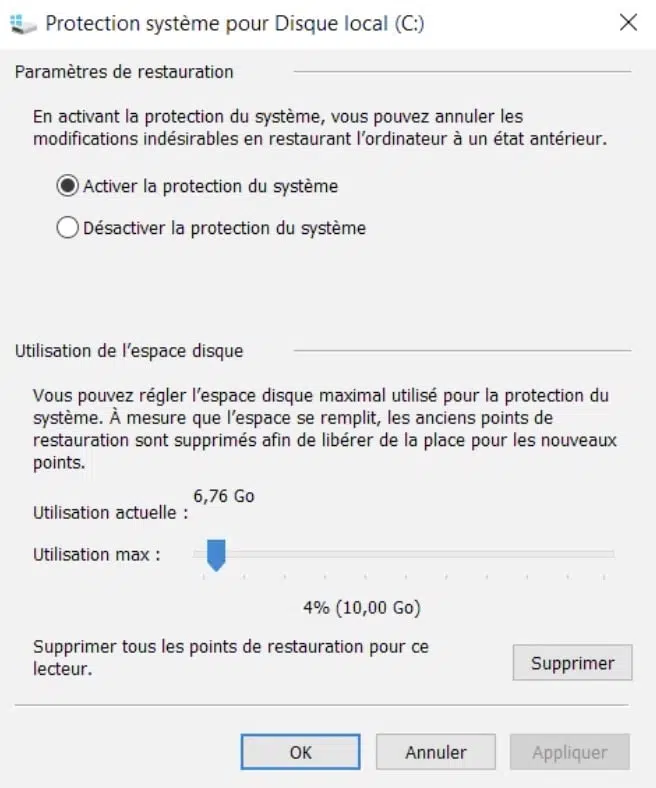 Protection système pour Disque local (C:)
Paramètres de restauration
En activant la protection du système, vous pouvez annuler les
modifications indésirables en restaurant l'ordinateur à un état antérieur.
Activer la protection du système
Désactiver la protection du système
Utilisation de l'espace disque
Vous pouvez régler l'espace disque maximal utilisé pour la protection du
système. À mesure que l'espace se remplit, les anciens points de
restauration sont supprimés afin de libérer de la place pour les nouveaux
points.
6,76 Go
Utilisation actuelle :
Utilisation max :
4% (10,00 Go)
Supprimer tous les points de restauration pour ce
lecteur.
Supprimer
OK
Annuler
Appliquer